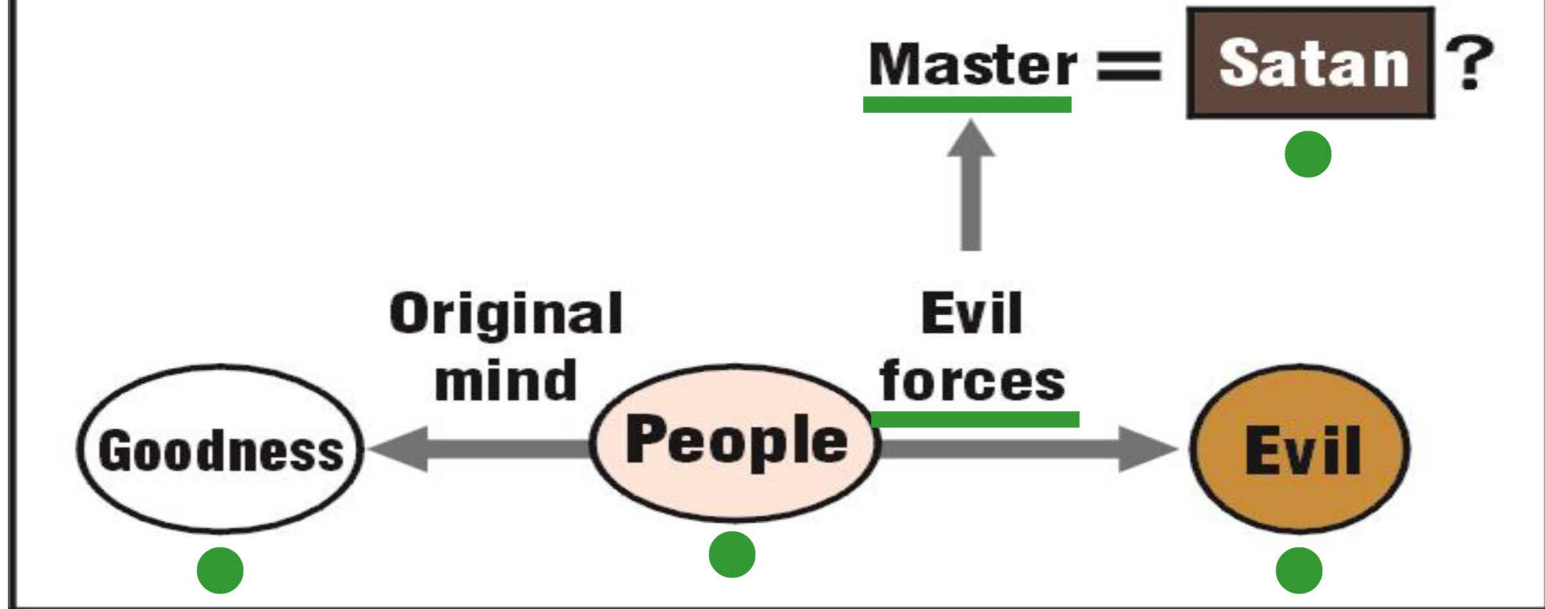 Master = Satan ?
Original
mind
Evil
forces
Goodness
People
Evil